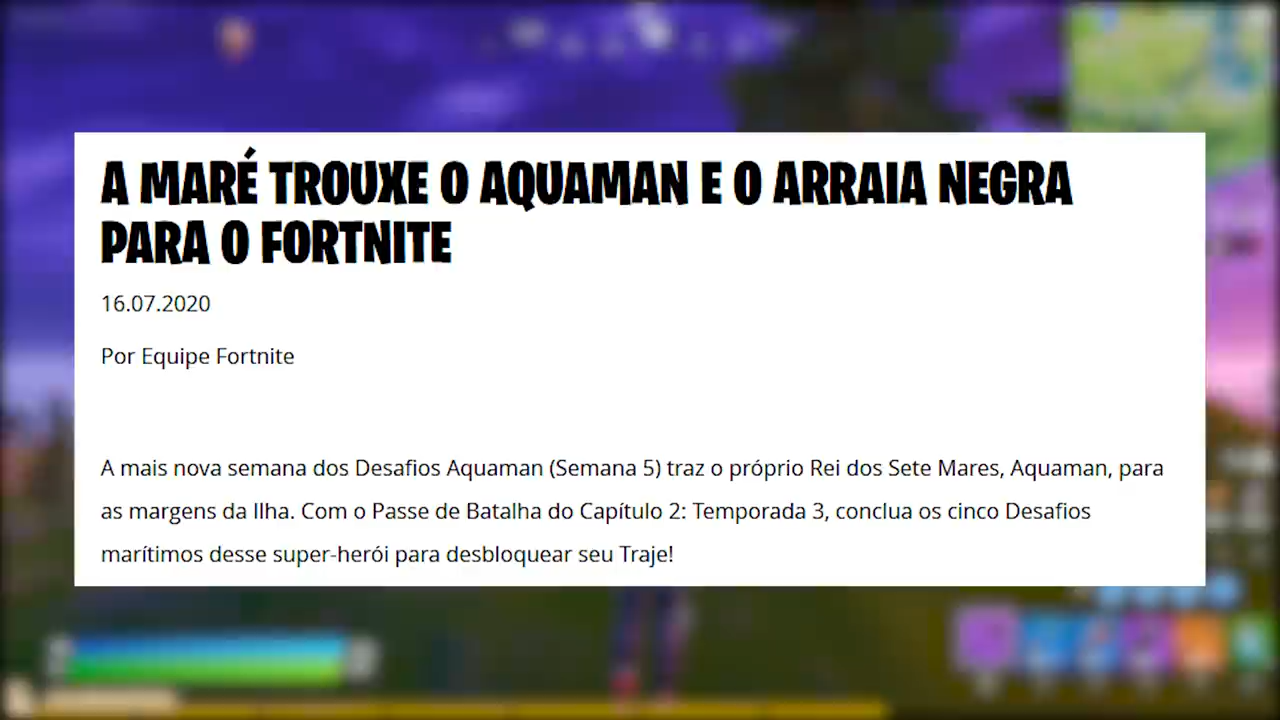 A MARÉ TROUXE O AQUAMAN E O ARRAIA NEGRA
PARA O FORTNITE
16.07.2020
Por Equipe Fortnite
A mais nova semana dos Desafios Aquaman (Semana 5) traz o próprio Rei dos Sete Mares, Aquaman, para
as margens da Ilha. Com o Passe de Batalha do Capítulo 2: Temporada 3, conclua os cinco Desafios
marítimos desse super-herói para desbloquear seu Traje!